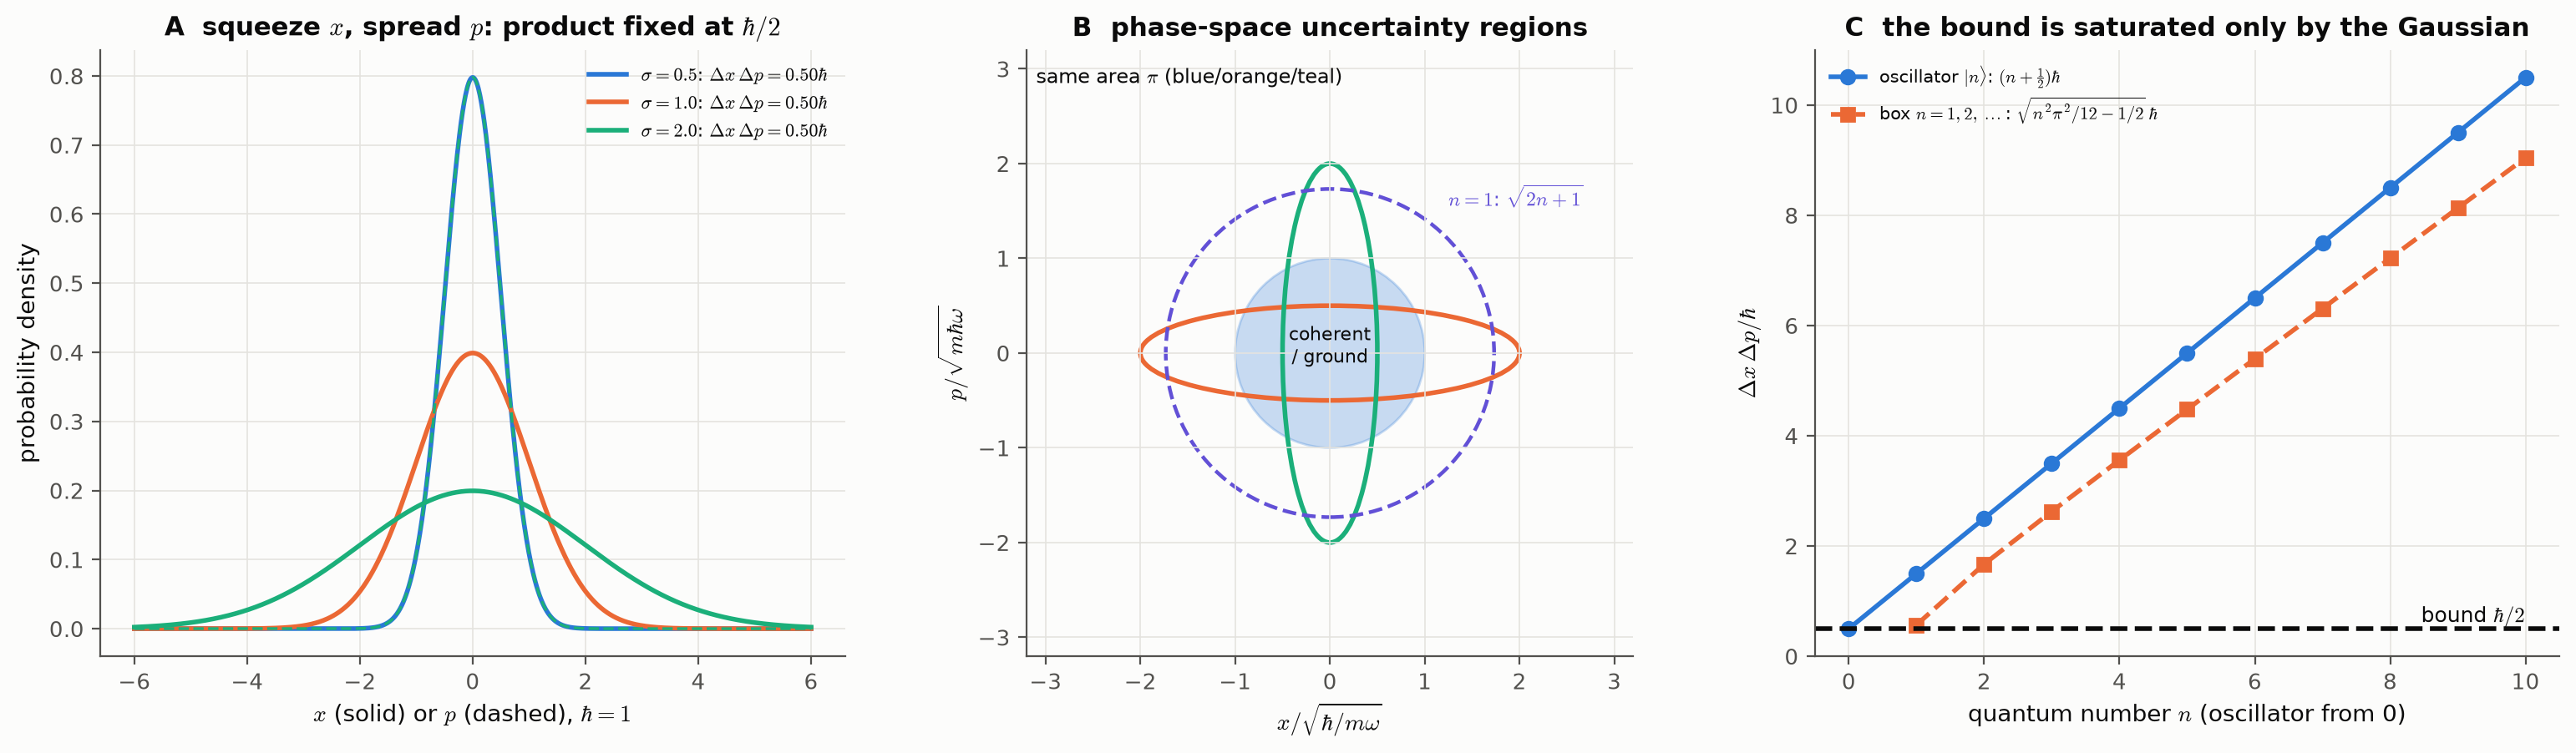 A squeeze x, spread p: product fixed at ħ/2
probability density
0.8
0.7
0.6
0.5
0.4
0.3
0.2
0.1
0.0
σ = 0.5: Δx Δp = 0.50ħ
σ = 1.0: Δx Δp = 0.50ħ
σ = 2.0: Δx Δp = 0.50ħ
−6 −4 −2 0 2 4 6
x (solid) or p (dashed), ħ = 1
B phase-space uncertainty regions
p/√mħω
3
2
1
0
−1
−2
−3
same area π (blue/orange/teal)
n = 1: √2n + 1
coherent
/ ground
−3 −2 −1 0 1 2 3
x/√ħ/mω
C the bound is saturated only by the Gaussian
Δx Δp/ħ
10
8
6
4
2
0
oscillator |n⟩: (n + 1/2)ħ
box n = 1, 2, …: √n²π²/12 − 1/2 ħ
bound ħ/2
0 2 4 6 8 10
quantum number n (oscillator from 0)